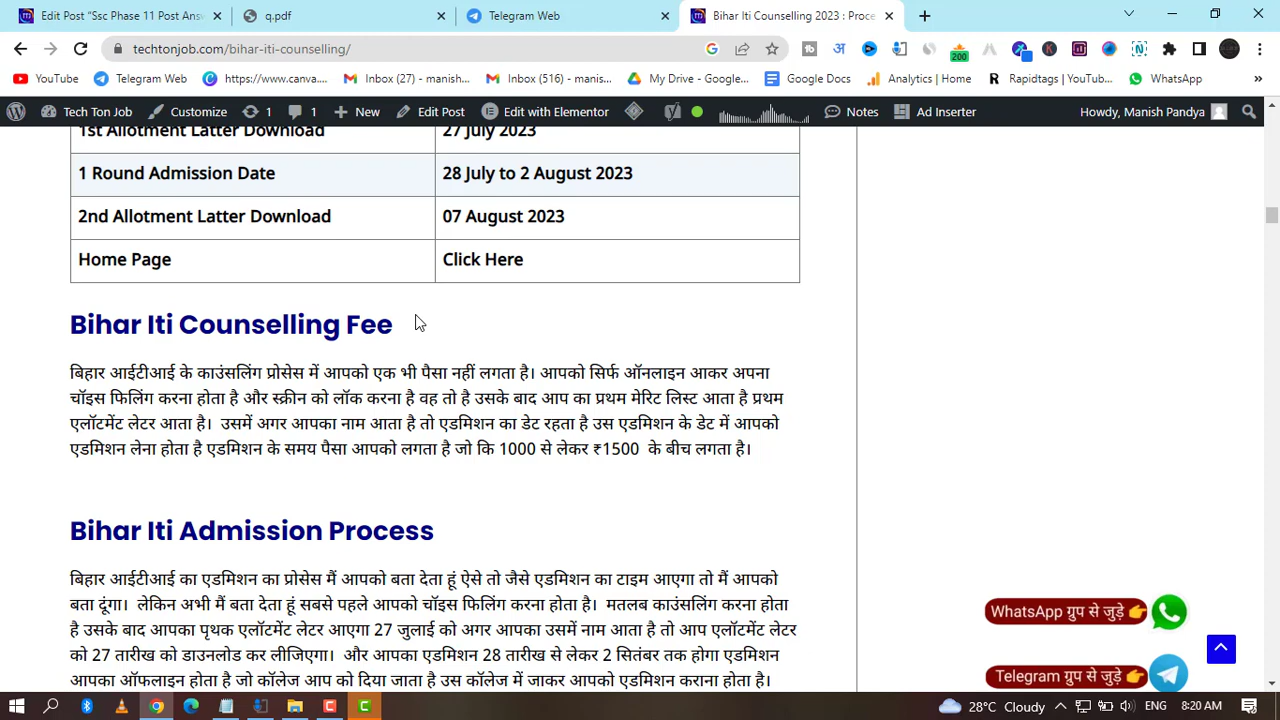 Edit Post “Ssc Phase 11 Post Answ
q.pdf
Telegram Web
Bihar Iti Counselling 2023 : Proce
techtonjob.com/bihar-iti-counselling/
200
YouTube
Telegram Web
https://www.canva....
Inbox (27) - manish...
Inbox (516) - manis...
My Drive - Google...
Google Docs
Analytics | Home
Rapidtags | YouTub...
WhatsApp
Tech Ton Job
Customize
1
1
New
Edit Post
Edit with Elementor
Notes
Ad Inserter
Howdy, Manish Pandya
1st Allotment Latter Download 27 July 2023
1 Round Admission Date 28 July to 2 August 2023
2nd Allotment Latter Download 07 August 2023
Home Page Click Here
Bihar Iti Counselling Fee
बिहार आईटीआई के काउंसलिंग प्रोसेस में आपको एक भी पैसा नहीं लगता है। आपको सिर्फ ऑनलाइन आकर अपना
चॉइस फिलिंग करना होता है और स्क्रीन को लॉक करना है वह तो है उसके बाद आप का प्रथम मेरिट लिस्ट आता है प्रथम
एलॉटमेंट लेटर आता है। उसमें अगर आपका नाम आता है तो एडमिशन का डेट रहता है उस एडमिशन के डेट में आपको
एडमिशन लेना होता है एडमिशन के समय पैसा आपको लगता है जो कि 1000 से लेकर ₹1500 के बीच लगता है।
Bihar Iti Admission Process
बिहार आईटीआई का एडमिशन का प्रोसेस मैं आपको बता देता हूं ऐसे तो जैसे एडमिशन का टाइम आएगा तो मैं आपको
बता दूंगा। लेकिन अभी मैं बता देता हूं सबसे पहले आपको चॉइस फिलिंग करना होता है। मतलब काउंसलिंग करना होता
है उसके बाद आपका पृथक एलॉटमेंट लेटर आएगा 27 जुलाई को अगर आपका उसमें नाम आता है तो आप एलॉटमेंट लेटर
को 27 तारीख को डाउनलोड कर लीजिएगा। और आपका एडमिशन 28 तारीख से लेकर 2 सितंबर तक होगा एडमिशन
आपका ऑफलाइन होता है जो कॉलेज आप को दिया जाता है उस कॉलेज में जाकर आपको एडमिशन कराना होता है।
WhatsApp ग्रुप से जुड़े 👉
Telegram ग्रुप से जुड़े 👉
28°C Cloudy
ENG
8:20 AM